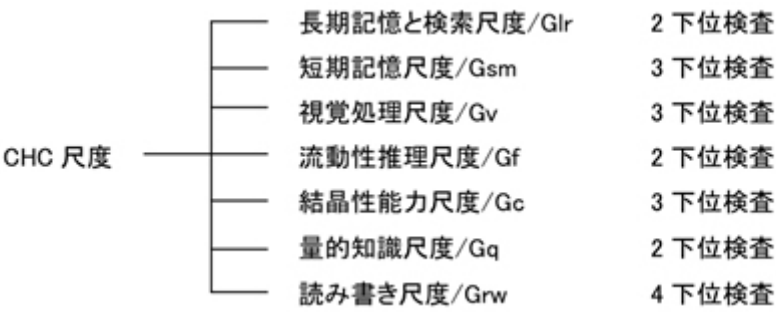 長期記憶と検索尺度/Glr 2 下位検査
短期記憶尺度/Gsm 3 下位検査
視覚処理尺度/Gv 3 下位検査
CHC 尺度 流動性推理尺度/Gf 2 下位検査
結晶性能力尺度/Gc 3 下位検査
量的知識尺度/Gq 2 下位検査
読み書き尺度/Grw 4 下位検査